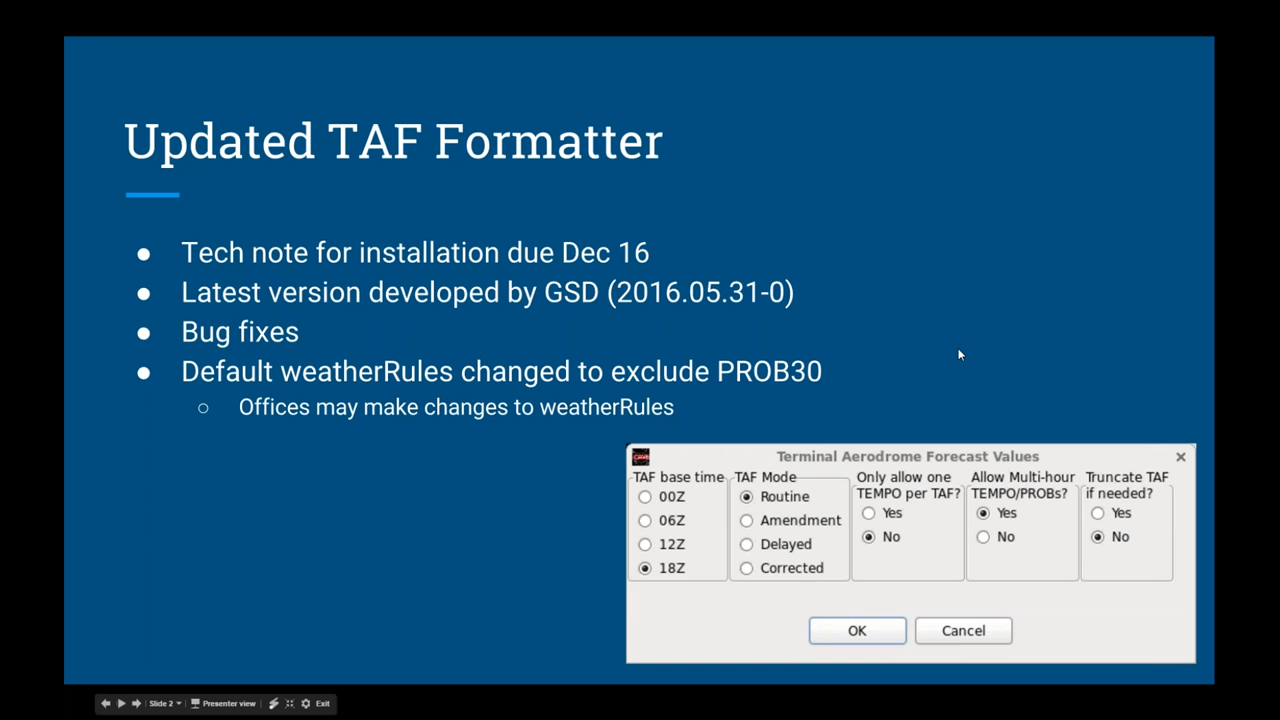 Updated TAF Formatter
● Tech note for installation due Dec 16
● Latest version developed by GSD (2016.05.31-0)
● Bug fixes
● Default weatherRules changed to exclude PROB30
○ Offices may make changes to weatherRules
Terminal Aerodrome Forecast Values
TAF base time
00Z
06Z
12Z
18Z
TAF Mode
Routine
Amendment
Delayed
Corrected
Only allow one
TEMPO per TAF?
Yes
No
Allow Multi-hour
TEMPO/PROBs?
Yes
No
Truncate TAF
if needed?
Yes
No
OK Cancel
Slide 2 Presenter view Exit